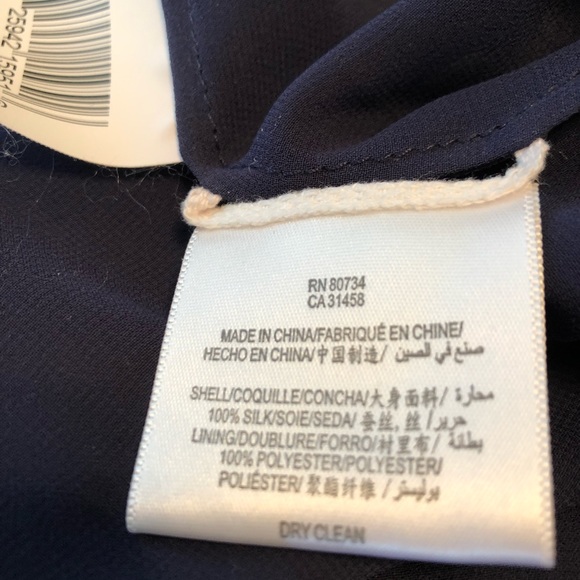 25942 15951
RN 80734
CA 31458
MADE IN CHINA/FABRIQUÉ EN CHINE/
HECHO EN CHINA/中国制造/ صنع في الصين
SHELL/COQUILLE/CONCHA/大身面料/ محارة/
100% SILK/SOIE/SEDA/ 蚕丝, 丝/ حرير/
LINING/DOUBLURE/FORRO/衬里布/ بطانة/
100% POLYESTER/POLYESTER/
POLIÉSTER/ 聚酯纤维 / بوليستر/
DRY CLEAN